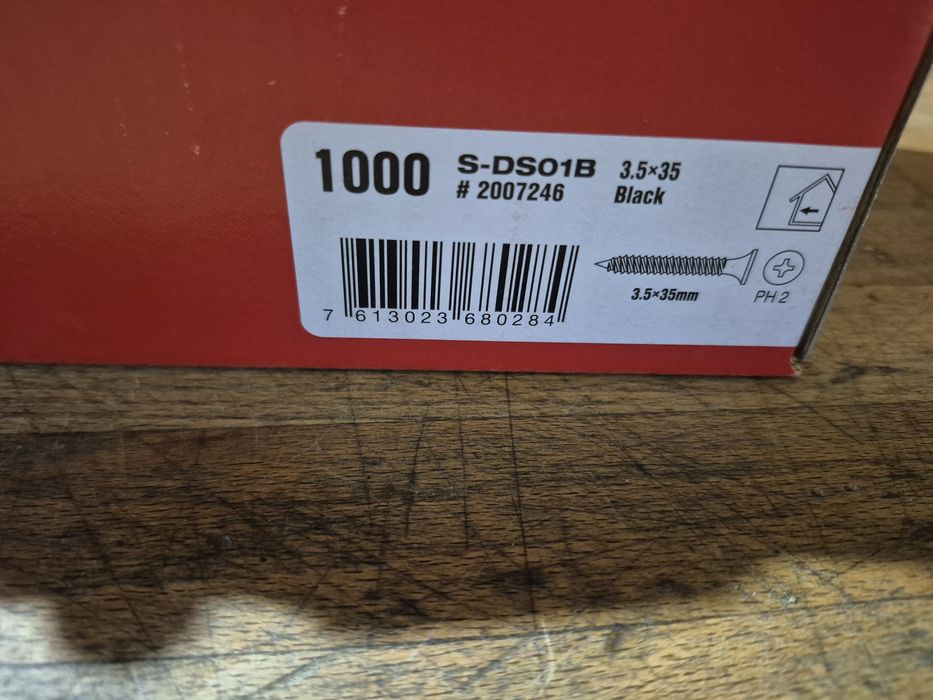 1000 S-DS01B 3.5×35
# 2007246 Black
3.5×35mm PH 2
7 613023 680284